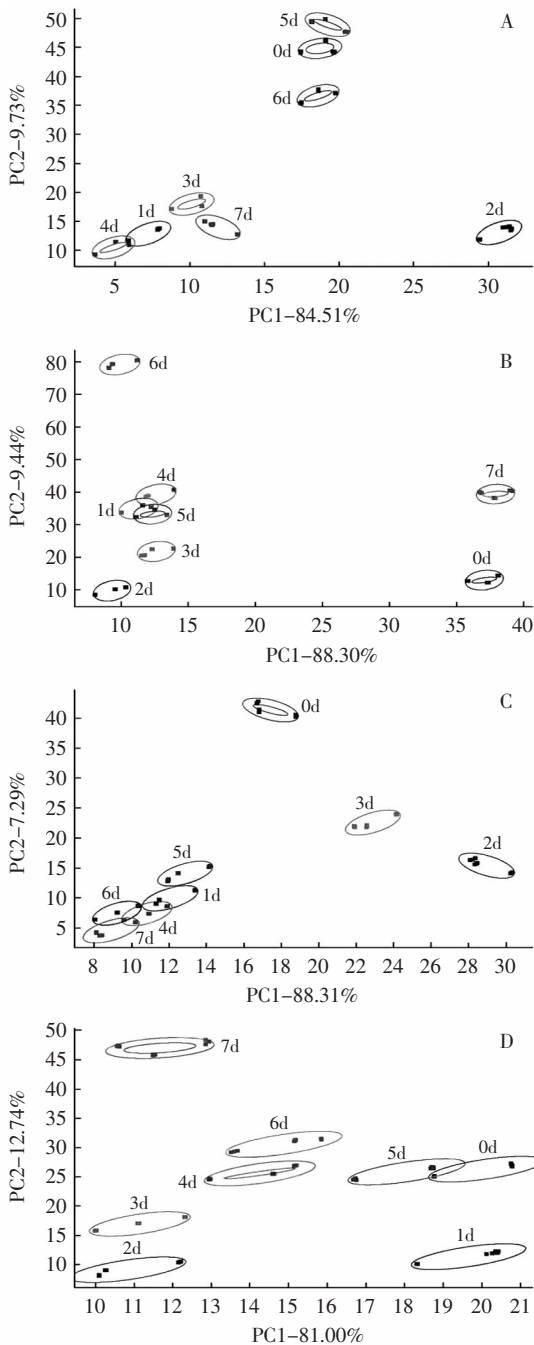 A
50
45
40
35
30
25
20
15
10
PC2-9.73%
5d
0d
6d
3d
1d
4d
7d
2d
5 10 15 20 25 30
PC1-84.51%
B
80
70
60
50
40
30
20
10
PC2-9.44%
6d
4d
1d
5d
3d
2d
7d
0d
10 15 20 25 30 35 40
PC1-88.30%
C
40
35
30
25
20
15
10
5
PC2-7.29%
0d
3d
2d
5d
6d
1d
4d
7d
8 10 12 14 16 18 20 22 24 26 28 30
PC1-88.31%
D
50
45
40
35
30
25
20
15
10
PC2-12.74%
7d
6d
4d
5d
0d
3d
2d
1d
10 11 12 13 14 15 16 17 18 19 20 21
PC1-81.00%